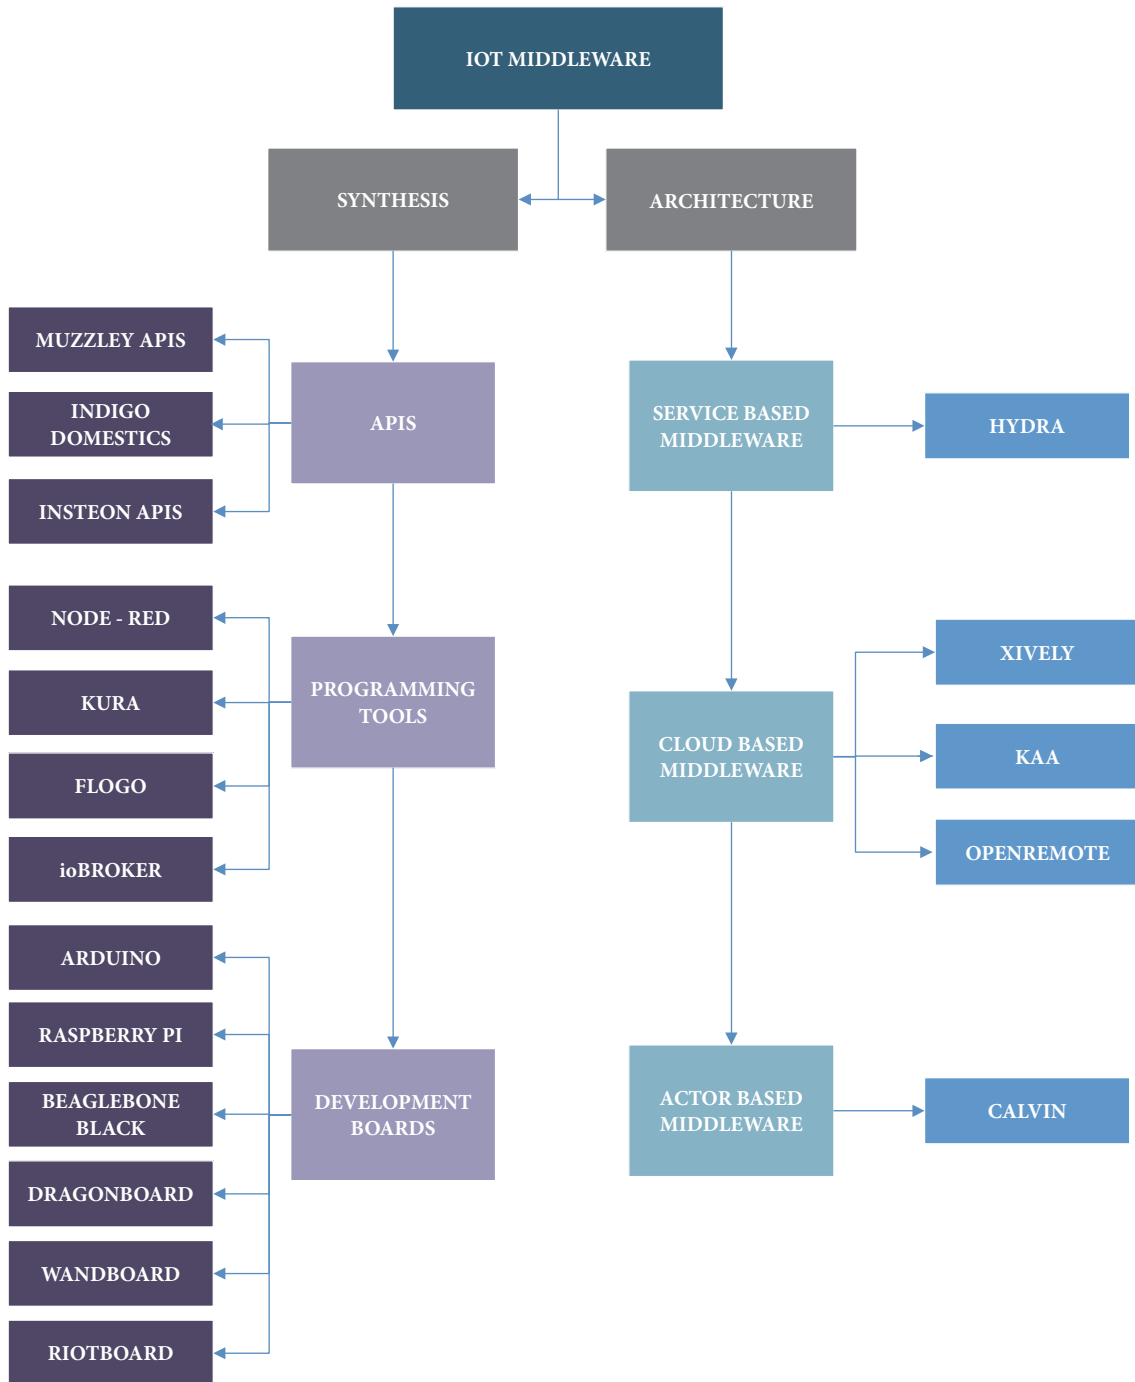 IOT MIDDLEWARE
SYNTHESIS
ARCHITECTURE
MUZZLEY APIS
INDIGO
DOMESTICS
INSTEON APIS
APIS
SERVICE BASED
MIDDLEWARE
HYDRA
NODE - RED
KURA
FLOGO
ioBROKER
PROGRAMMING
TOOLS
CLOUD BASED
MIDDLEWARE
XIVELY
KAA
OPENREMOTE
ARDUINO
RASPBERRY PI
BEAGLEBONE
BLACK
DRAGONBOARD
WANDBOARD
RIOTBOARD
DEVELOPMENT
BOARDS
ACTOR BASED
MIDDLEWARE
CALVIN